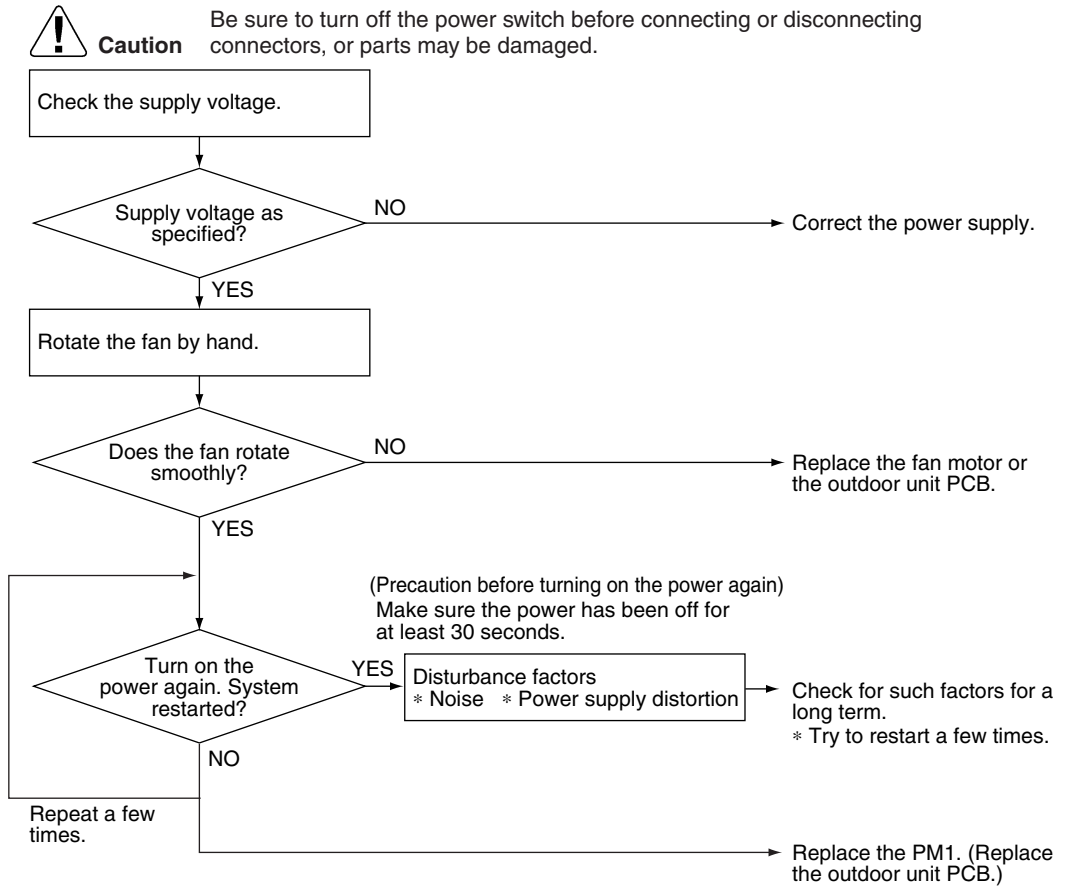 Be sure to turn off the power switch before connecting or disconnecting
Caution connectors, or parts may be damaged.
Check the supply voltage.
Supply voltage as
specified?
NO
Correct the power supply.
YES
Rotate the fan by hand.
Does the fan rotate
smoothly?
NO
Replace the fan motor or
the outdoor unit PCB.
YES
(Precaution before turning on the power again)
Make sure the power has been off for
at least 30 seconds.
Turn on the
power again. System
restarted?
YES
Disturbance factors
∗ Noise ∗ Power supply distortion
Check for such factors for a
long term.
∗ Try to restart a few times.
NO
Repeat a few
times.
Replace the PM1. (Replace
the outdoor unit PCB.)